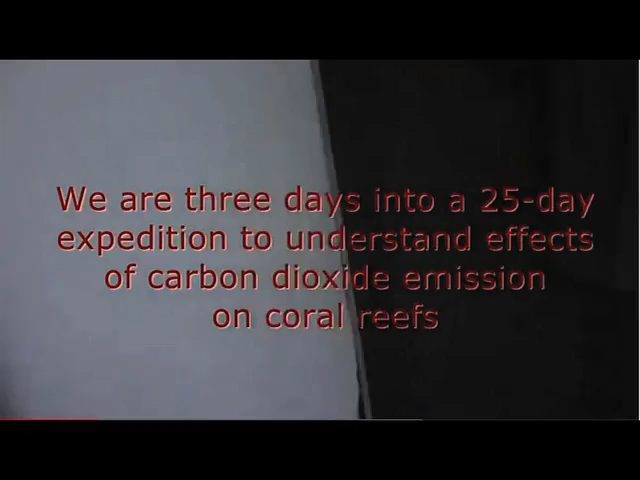 We are three days into a 25-day
expedition to understand effects
of carbon dioxide emission
on coral reefs